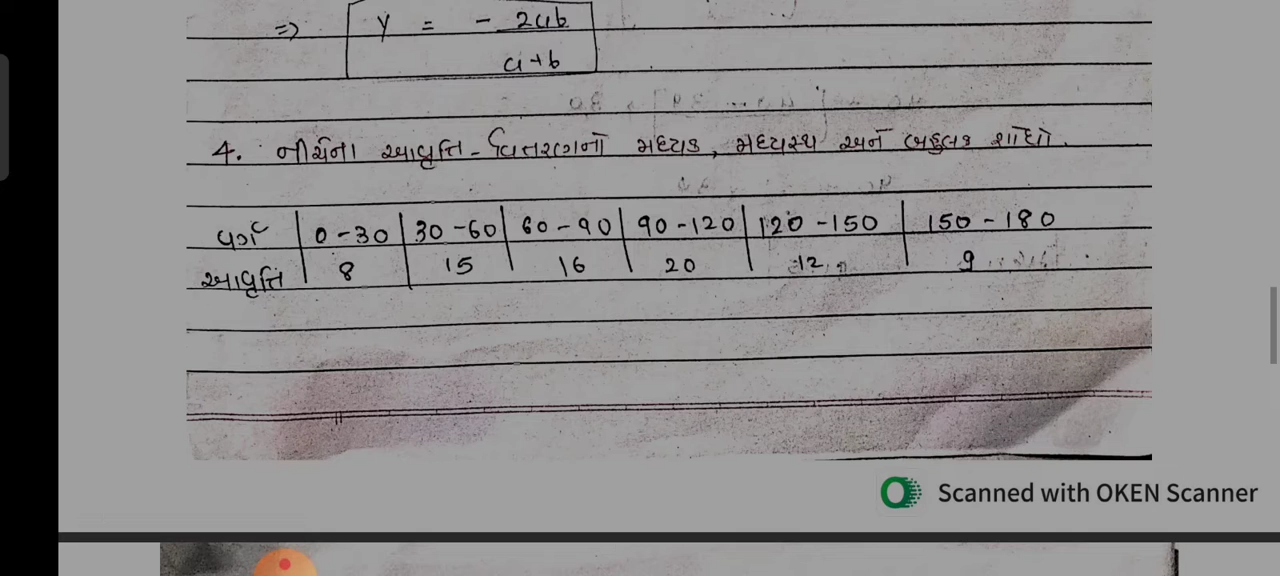 => y = - 2ab
a+b
4. નીચેના આવૃત્તિ-વિતરણનો મધ્યક, મધ્યસ્થ અને બહુલક શોધો.
વર્ગ 0-30 30-60 60-90 90-120 120-150 150-180
આવૃત્તિ 8 15 16 20 12 9
Scanned with OKEN Scanner